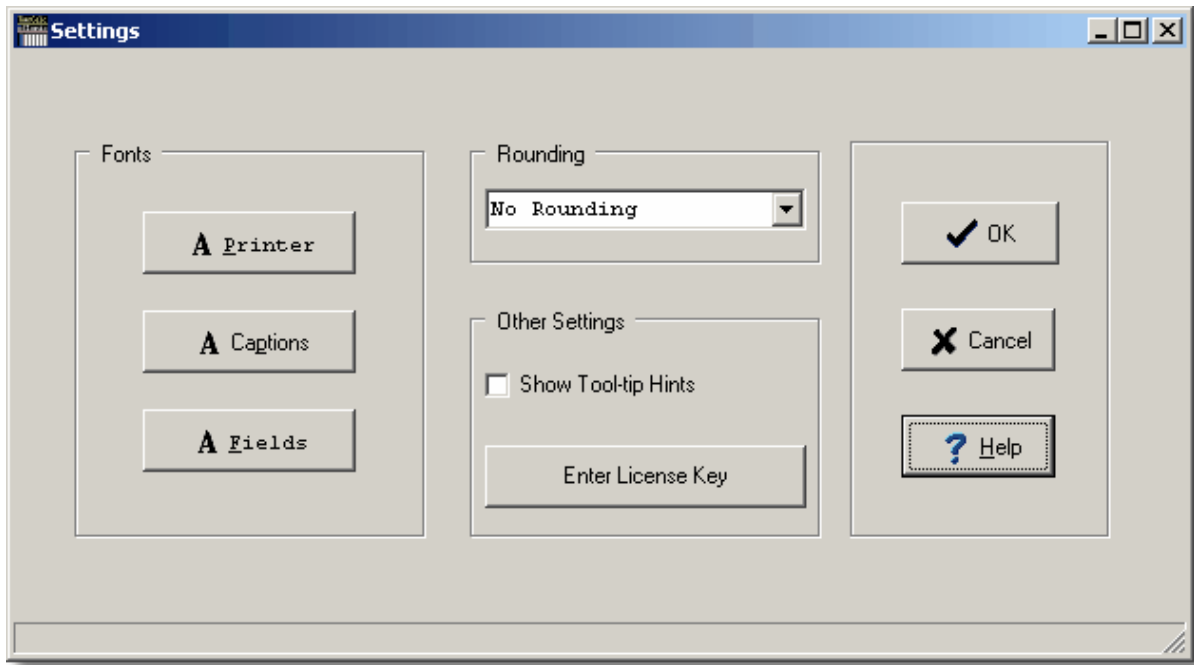 Settings
Fonts
A Printer
A Captions
A Fields
Rounding
No Rounding
Other Settings
Show Tool-tip Hints
Enter License Key
OK
Cancel
? Help